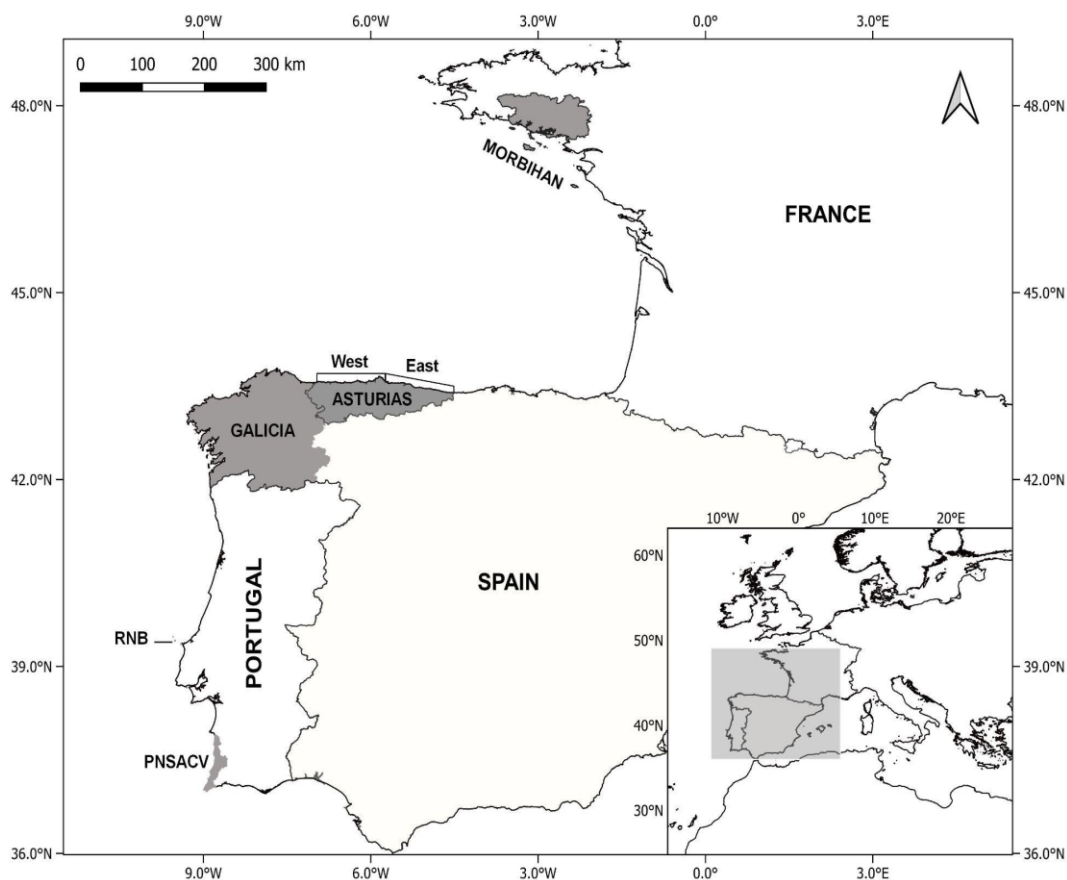 9.0°W 6.0°W 3.0°W 0.0° 3.0°E
0 100 200 300 km
48.0°N 48.0°N
MORBIHAN
FRANCE
45.0°N 45.0°N
West East
ASTURIAS
GALICIA
42.0°N 42.0°N
10°W 0°E 10°E 20°E
60°N
SPAIN
PORTUGAL
50°N
RNB
39.0°N 39.0°N
40°N
PNSACV
30°N
36.0°N 36.0°N
9.0°W 6.0°W 3.0°W 0.0° 3.0°E